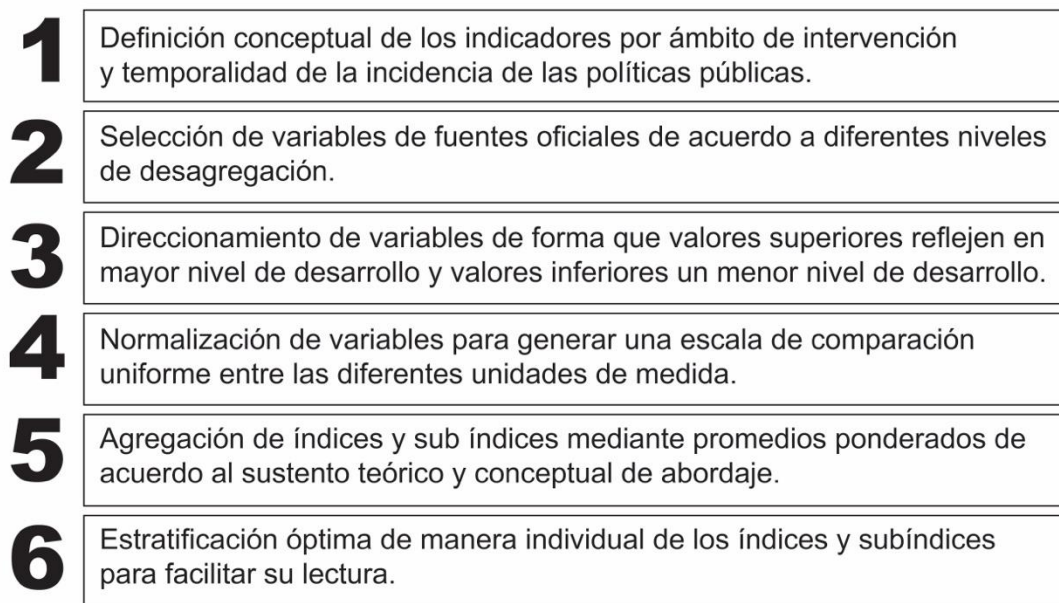 1
Definición conceptual de los indicadores por ámbito de intervención
y temporalidad de la incidencia de las políticas públicas.
2
Selección de variables de fuentes oficiales de acuerdo a diferentes niveles
de desagregación.
3
Direccionamiento de variables de forma que valores superiores reflejen en
mayor nivel de desarrollo y valores inferiores un menor nivel de desarrollo.
4
Normalización de variables para generar una escala de comparación
uniforme entre las diferentes unidades de medida.
5
Agregación de índices y sub índices mediante promedios ponderados de
acuerdo al sustento teórico y conceptual de abordaje.
6
Estratificación óptima de manera individual de los índices y subíndices
para facilitar su lectura.